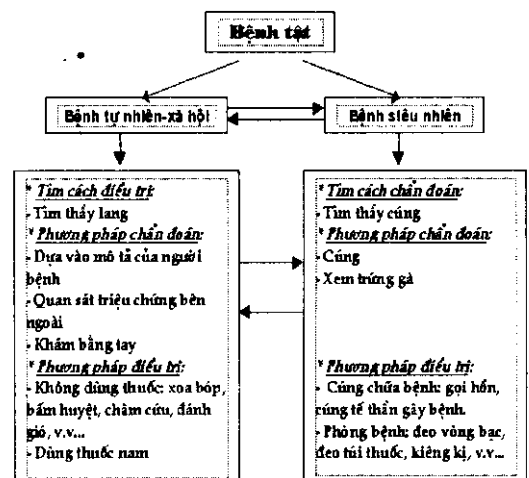 Bệnh tật
Bệnh tự nhiên-xã hội
Bệnh siêu nhiên
* Tìm cách điều trị:
- Tìm thầy lang
* Phương pháp chẩn đoán:
- Dựa vào mô tả của người
bệnh
- Quan sát triệu chứng bên
ngoài
- Khám bằng tay
* Phương pháp điều trị:
- Không dùng thuốc: xoa bóp,
bấm huyệt, châm cứu, đánh
gió, v.v...
- Dùng thuốc nam
* Tìm cách chẩn đoán:
- Tìm thầy cúng
* Phương pháp chẩn đoán:
- Cúng
- Xem trứng gà
* Phương pháp điều trị:
- Cúng chữa bệnh: gọi hồn,
cúng tế thần gây bệnh.
- Phòng bệnh: đeo vòng bạc,
đeo túi thuốc, kiêng kị, v.v...